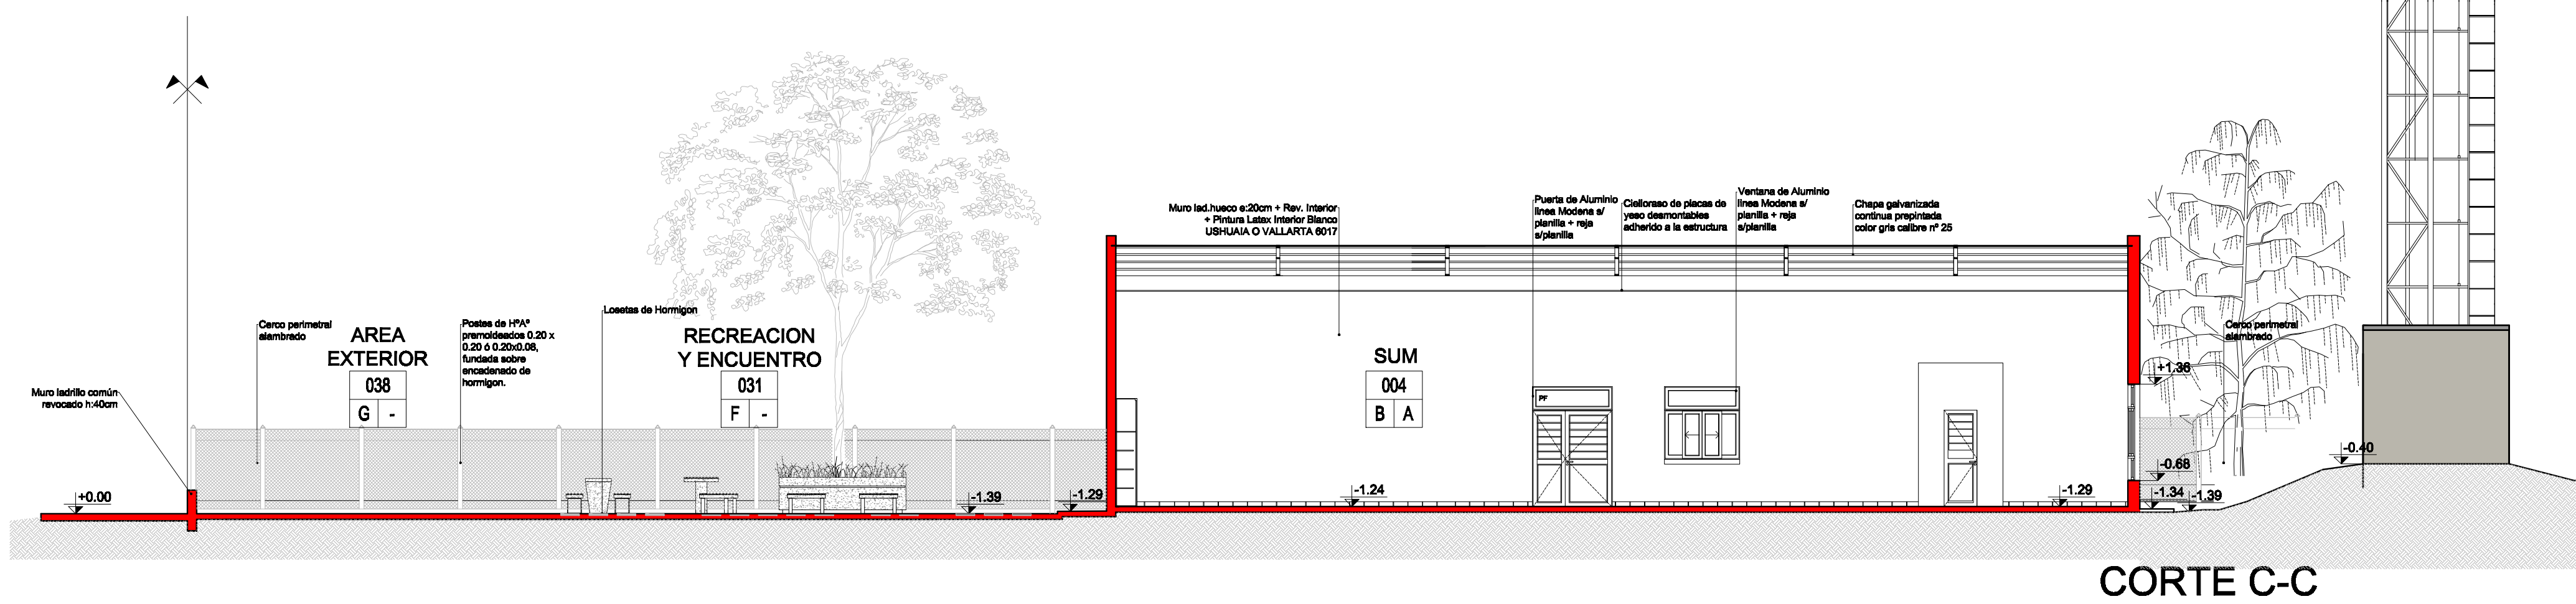 Muro lad.hueco e:20cm + Rev. Interior
+ Pintura Latex Interior Blanco
USHUAIA O VALLARTA 6017
Puerta de Aluminio
linea Modena s/
planilla + reja
s/planilla
Cielloraso de placas de
yeso desmontables
adherido a la estructura
Ventana de Aluminio
linea Modena s/
planilla + reja
s/planilla
Chapa galvanizada
continua prepintada
color gris calibre nº 25
Cerco perimetral
alambrado
AREA
EXTERIOR
038
G -
Postes de HºAº
premoldeados 0.20 x
0.20 ó 0.20x0.08,
fundada sobre
encadenado de
hormigon.
Losetas de Hormigon
RECREACION
Y ENCUENTRO
031
F -
SUM
004
B A
PF
Cerco perimetral
alambrado
Muro ladrillo común
revocado h:40cm
+1.36
-0.40
-0.68
+0.00
-1.39
-1.29
-1.24
-1.29
-1.34
-1.39
CORTE C-C